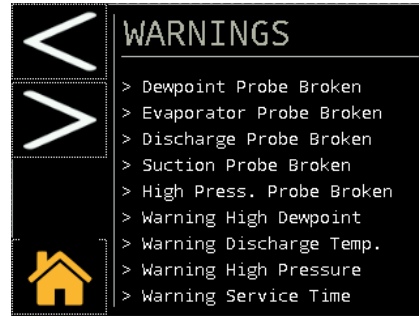 WARNINGS
> Dewpoint Probe Broken
> Evaporator Probe Broken
> Discharge Probe Broken
> Suction Probe Broken
> High Press. Probe Broken
> Warning High Dewpoint
> Warning Discharge Temp.
> Warning High Pressure
> Warning Service Time